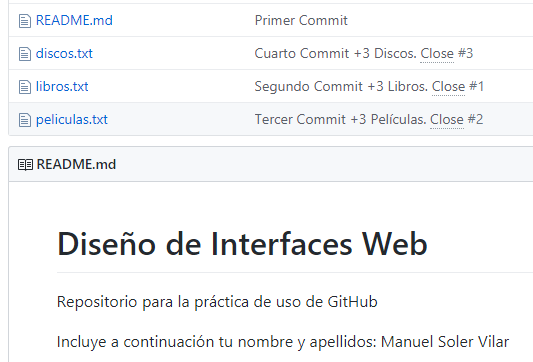 README.md Primer Commit
discos.txt Cuarto Commit +3 Discos. Close #3
libros.txt Segundo Commit +3 Libros. Close #1
peliculas.txt Tercer Commit +3 Películas. Close #2
README.md
Diseño de Interfaces Web
Repositorio para la práctica de uso de GitHub
Incluye a continuación tu nombre y apellidos: Manuel Soler Vilar